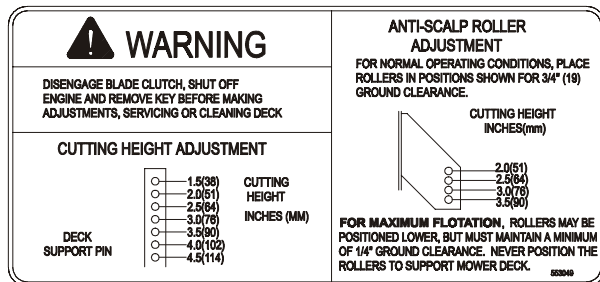 WARNING
DISENGAGE BLADE CLUTCH, SHUT OFF
ENGINE AND REMOVE KEY BEFORE MAKING
ADJUSTMENTS, SERVICING OR CLEANING DECK
CUTTING HEIGHT ADJUSTMENT
1.5(38)
2.0(51)
2.5(64)
3.0(76)
3.5(90)
4.0(102)
4.5(114)
CUTTING
HEIGHT
INCHES (MM)
DECK
SUPPORT PIN
ANTI-SCALP ROLLER
ADJUSTMENT
FOR NORMAL OPERATING CONDITIONS, PLACE
ROLLERS IN POSITIONS SHOWN FOR 3/4" (19)
GROUND CLEARANCE.
CUTTING HEIGHT
INCHES(mm)
2.0(51)
2.5(64)
3.0(76)
3.5(90)
FOR MAXIMUM FLOTATION, ROLLERS MAY BE
POSITIONED LOWER, BUT MUST MAINTAIN A MINIMUM
OF 1/4" GROUND CLEARANCE. NEVER POSITION THE
ROLLERS TO SUPPORT MOWER DECK.
553049